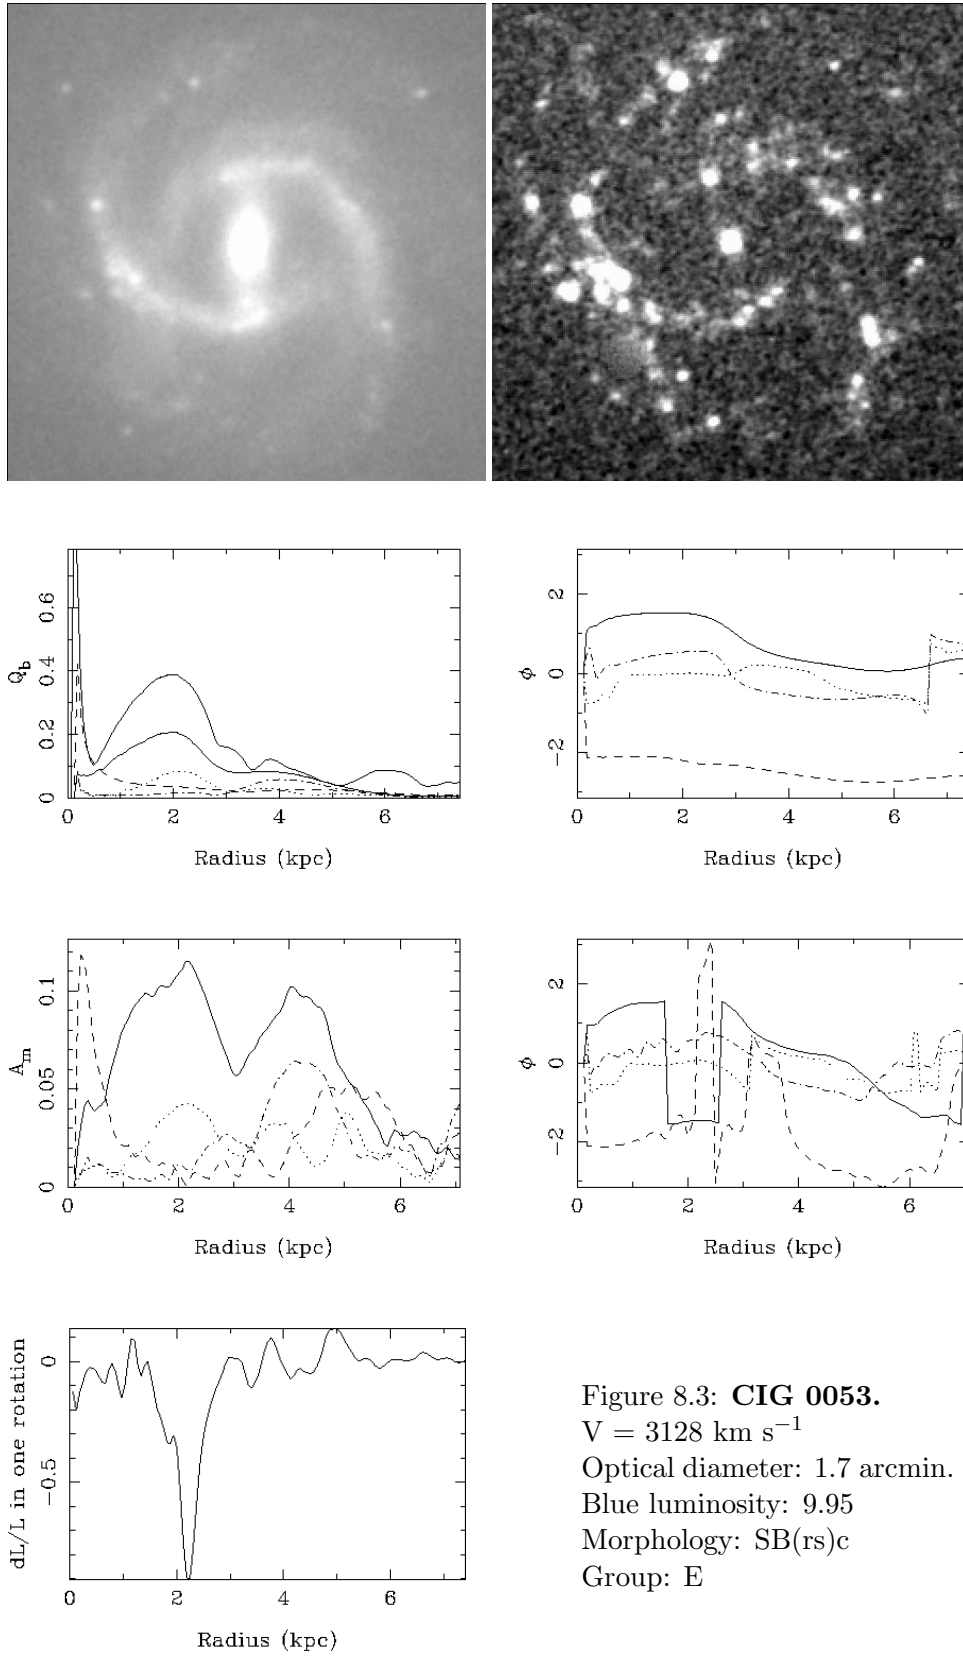 Q_b
0.6
0.4
0.2
0
0 2 4 6
Radius (kpc)
ϕ
2
0
−2
0 2 4 6
Radius (kpc)
A_m
0.1
0.05
0
0 2 4 6
Radius (kpc)
ϕ
2
0
−2
0 2 4 6
Radius (kpc)
dL/L in one rotation
0
−0.5
0 2 4 6
Radius (kpc)
Figure 8.3: CIG 0053.
V = 3128 km s⁻¹
Optical diameter: 1.7 arcmin.
Blue luminosity: 9.95
Morphology: SB(rs)c
Group: E